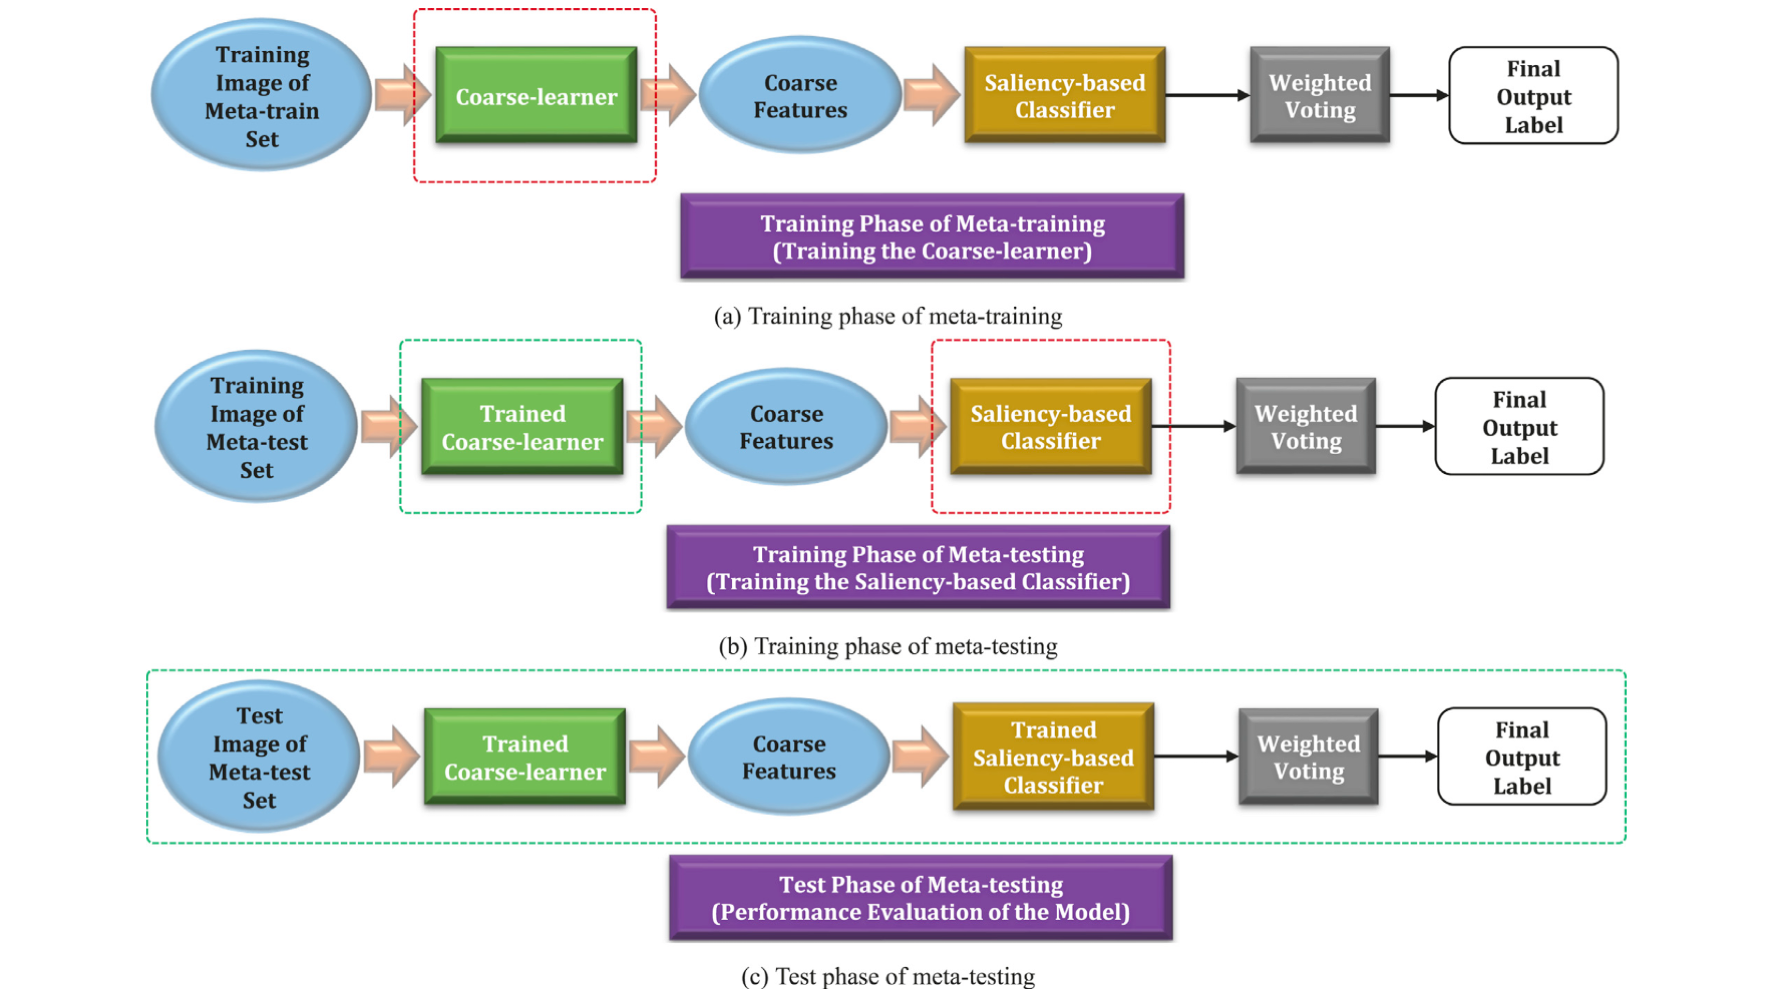 Training
Image of
Meta-train
Set
Coarse-learner
Coarse
Features
Saliency-based
Classifier
Weighted
Voting
Final
Output
Label
Training Phase of Meta-training
(Training the Coarse-learner)
(a) Training phase of meta-training
Training
Image of
Meta-test
Set
Trained
Coarse-learner
Coarse
Features
Saliency-based
Classifier
Weighted
Voting
Final
Output
Label
Training Phase of Meta-testing
(Training the Saliency-based Classifier)
(b) Training phase of meta-testing
Test
Image of
Meta-test
Set
Trained
Coarse-learner
Coarse
Features
Trained
Saliency-based
Classifier
Weighted
Voting
Final
Output
Label
Test Phase of Meta-testing
(Performance Evaluation of the Model)
(c) Test phase of meta-testing